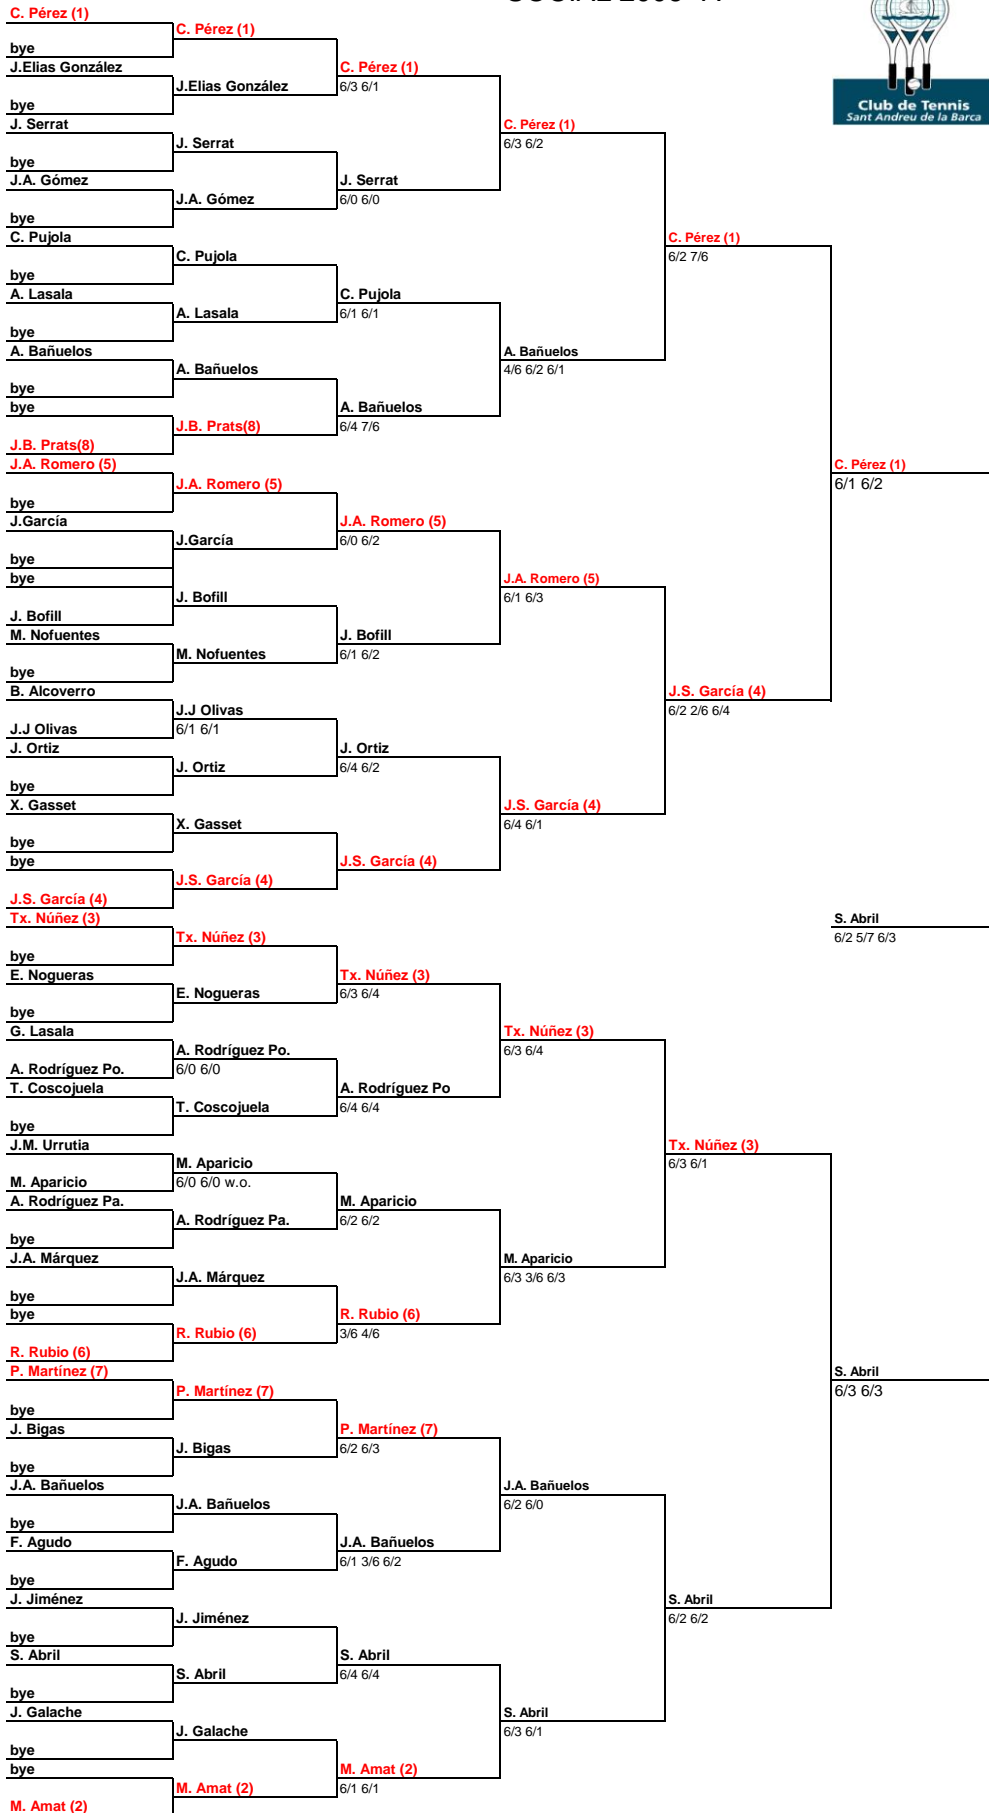 C. Pérez (1)
C. Pérez (1)
bye
J.Elias González
C. Pérez (1)
J.Elias González
6/3 6/1
bye
Club de Tennis
Sant Andreu de la Barca
J. Serrat
C. Pérez (1)
J. Serrat
6/3 6/2
bye
J.A. Gómez
J. Serrat
J.A. Gómez
6/0 6/0
bye
C. Pujola
C. Pérez (1)
C. Pujola
6/2 7/6
bye
A. Lasala
C. Pujola
A. Lasala
6/1 6/1
bye
A. Bañuelos
A. Bañuelos
A. Bañuelos
4/6 6/2 6/1
bye
bye
A. Bañuelos
J.B. Prats(8)
6/4 7/6
J.B. Prats(8)
J.A. Romero (5)
C. Pérez (1)
J.A. Romero (5)
6/1 6/2
bye
J.García
J.A. Romero (5)
J.García
6/0 6/2
bye
bye
J.A. Romero (5)
J. Bofill
6/1 6/3
J. Bofill
M. Nofuentes
J. Bofill
M. Nofuentes
6/1 6/2
bye
B. Alcoverro
J.S. García (4)
J.J Olivas
6/2 2/6 6/4
J.J Olivas
6/1 6/1
J. Ortiz
J. Ortiz
J. Ortiz
6/4 6/2
bye
X. Gasset
J.S. García (4)
X. Gasset
6/4 6/1
bye
bye
J.S. García (4)
J.S. García (4)
J.S. García (4)
Tx. Núñez (3)
S. Abril
Tx. Núñez (3)
6/2 5/7 6/3
bye
E. Nogueras
Tx. Núñez (3)
E. Nogueras
6/3 6/4
bye
G. Lasala
Tx. Núñez (3)
A. Rodríguez Po.
6/3 6/4
A. Rodríguez Po.
6/0 6/0
T. Coscojuela
A. Rodríguez Po
T. Coscojuela
6/4 6/4
bye
J.M. Urrutia
Tx. Núñez (3)
M. Aparicio
6/3 6/1
M. Aparicio
6/0 6/0 w.o.
A. Rodríguez Pa.
M. Aparicio
A. Rodríguez Pa.
6/2 6/2
bye
J.A. Márquez
M. Aparicio
J.A. Márquez
6/3 3/6 6/3
bye
bye
R. Rubio (6)
R. Rubio (6)
3/6 4/6
R. Rubio (6)
P. Martínez (7)
S. Abril
P. Martínez (7)
6/3 6/3
bye
J. Bigas
P. Martínez (7)
J. Bigas
6/2 6/3
bye
J.A. Bañuelos
J.A. Bañuelos
J.A. Bañuelos
6/2 6/0
bye
F. Agudo
J.A. Bañuelos
F. Agudo
6/1 3/6 6/2
bye
J. Jiménez
S. Abril
J. Jiménez
6/2 6/2
bye
S. Abril
S. Abril
S. Abril
6/4 6/4
bye
J. Galache
S. Abril
J. Galache
6/3 6/1
bye
bye
M. Amat (2)
M. Amat (2)
6/1 6/1
M. Amat (2)